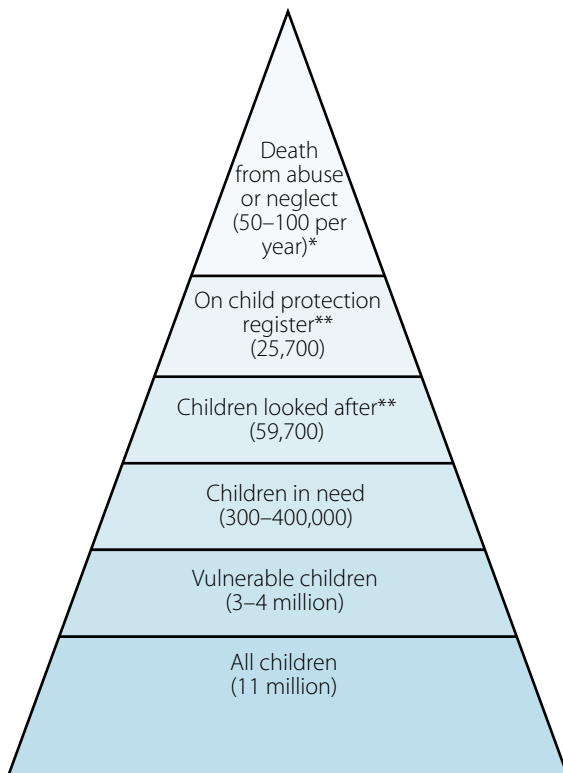 Death
from abuse
or neglect
(50–100 per
year)*
On child protection
register**
(25,700)
Children looked after**
(59,700)
Children in need
(300–400,000)
Vulnerable children
(3–4 million)
All children
(11 million)